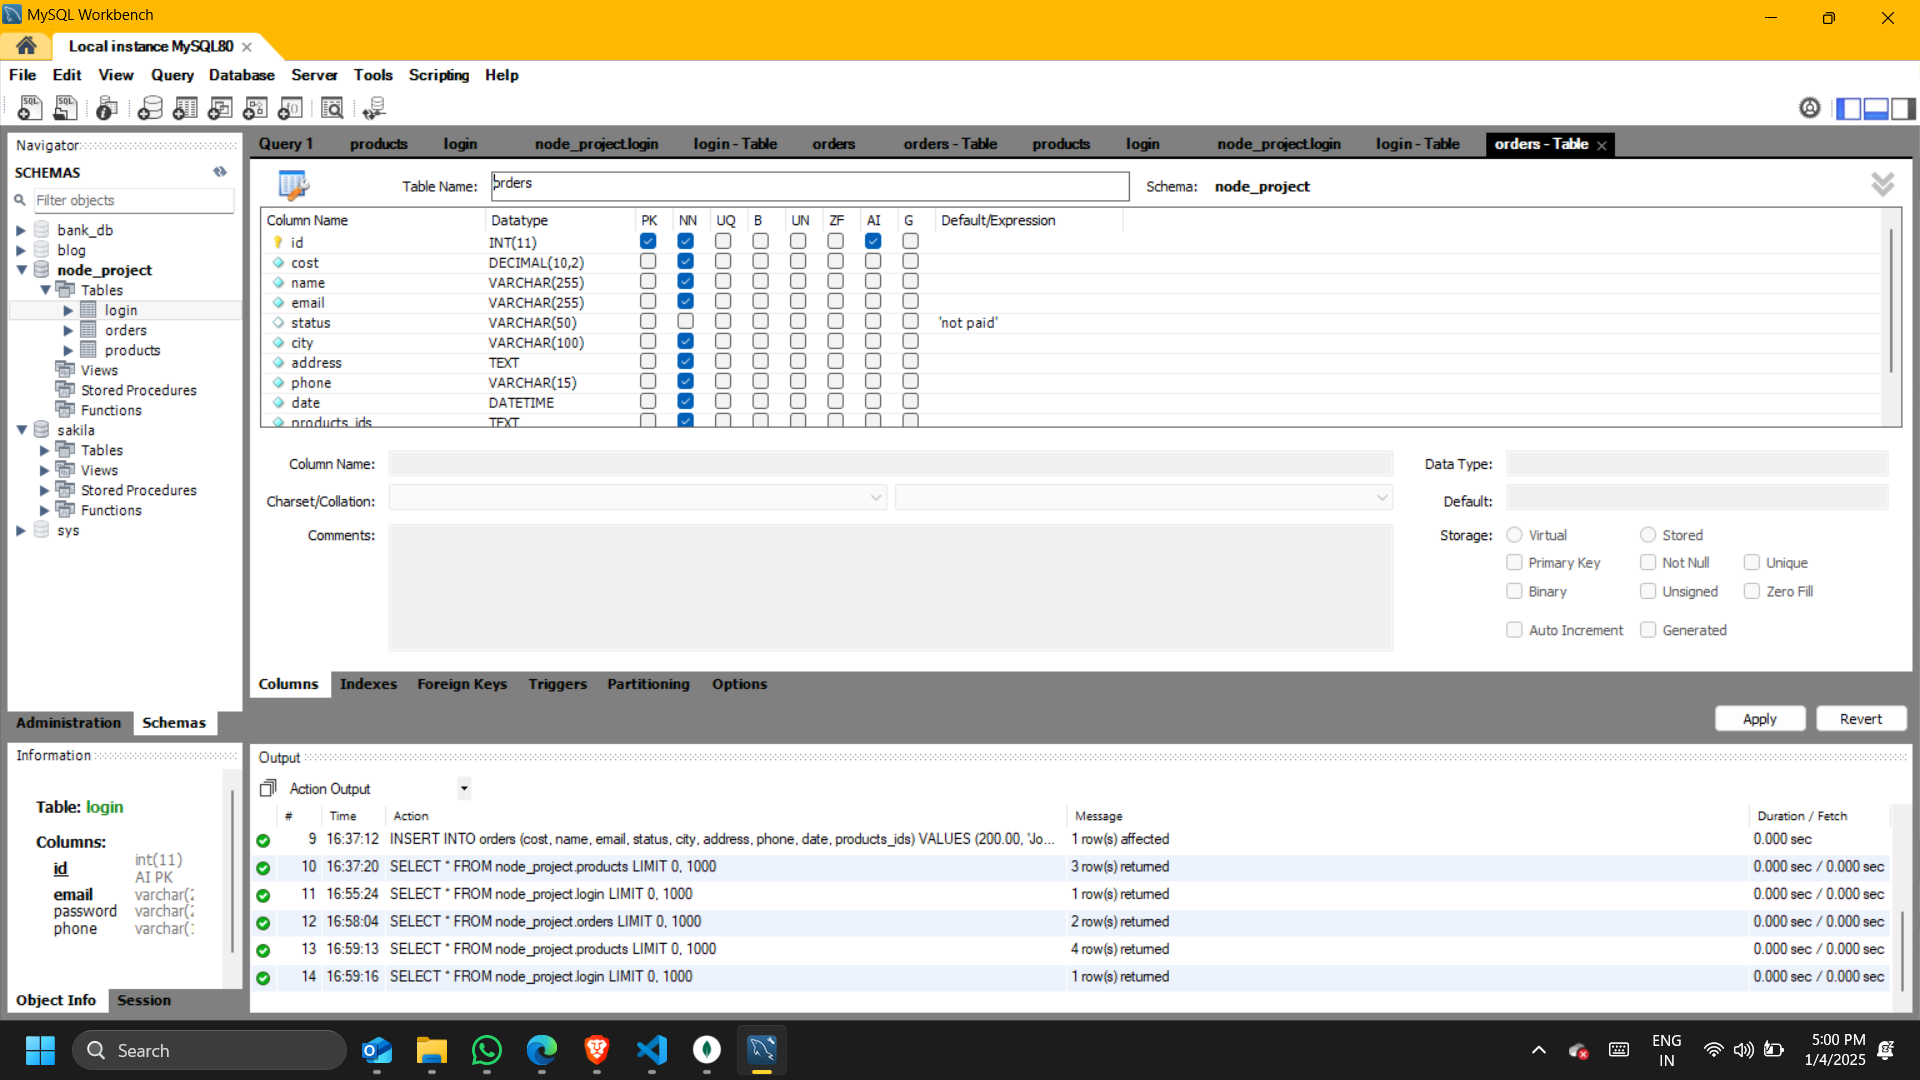 MySQL Workbench
Local instance MySQL80
File Edit View Query Database Server Tools Scripting Help
Navigator
SCHEMAS
Filter objects
bank_db
blog
node_project
Tables
login
orders
products
Views
Stored Procedures
Functions
sakila
Tables
Views
Stored Procedures
Functions
sys
Administration Schemas
Information
Table: login
Columns:
id int(11) AI PK
email varchar(2
password varchar(2
phone varchar(1
Object Info Session
Query 1 products login node_project.login login - Table orders orders - Table products login node_project.login login - Table orders - Table
Table Name: orders Schema: node_project
Column Name Datatype PK NN UQ B UN ZF AI G Default/Expression
id INT(11)
cost DECIMAL(10,2)
name VARCHAR(255)
email VARCHAR(255)
status VARCHAR(50) 'not paid'
city VARCHAR(100)
address TEXT
phone VARCHAR(15)
date DATETIME
products_ids TEXT
Column Name: Data Type:
Charset/Collation: Default:
Comments: Storage: Virtual Stored
Primary Key Not Null Unique
Binary Unsigned Zero Fill
Auto Increment Generated
Columns Indexes Foreign Keys Triggers Partitioning Options
Apply Revert
Output
Action Output
# Time Action Message Duration / Fetch
9 16:37:12 INSERT INTO orders (cost, name, email, status, city, address, phone, date, products_ids) VALUES (200.00, 'Jo... 1 row(s) affected 0.000 sec
10 16:37:20 SELECT * FROM node_project.products LIMIT 0, 1000 3 row(s) returned 0.000 sec / 0.000 sec
11 16:55:24 SELECT * FROM node_project.login LIMIT 0, 1000 1 row(s) returned 0.000 sec / 0.000 sec
12 16:58:04 SELECT * FROM node_project.orders LIMIT 0, 1000 2 row(s) returned 0.000 sec / 0.000 sec
13 16:59:13 SELECT * FROM node_project.products LIMIT 0, 1000 4 row(s) returned 0.000 sec / 0.000 sec
14 16:59:16 SELECT * FROM node_project.login LIMIT 0, 1000 1 row(s) returned 0.000 sec / 0.000 sec
Search
ENG
IN
5:00 PM
1/4/2025